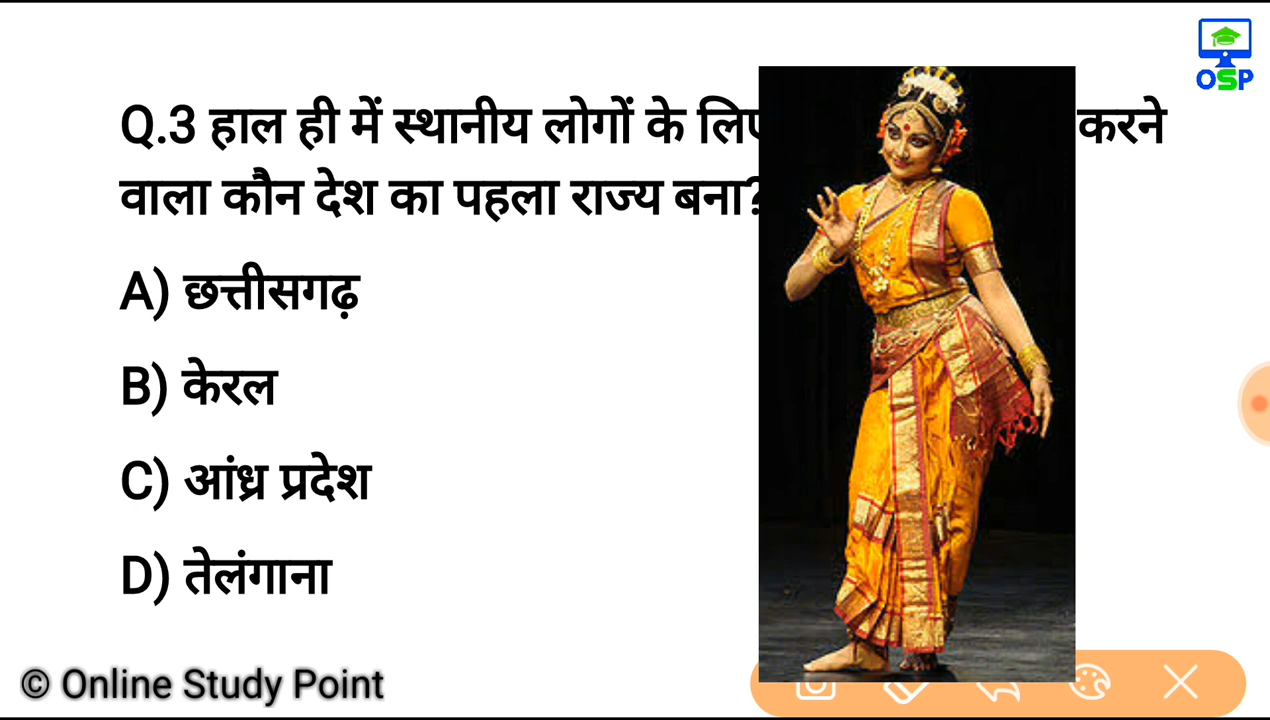 OSP
Q.3 हाल ही में स्थानीय लोगों के करने
वाला कौन देश का पहला राज्य बना?
A) छत्तीसगढ़
B) केरल
C) आंध्र प्रदेश
D) तेलंगाना
© Online Study Point